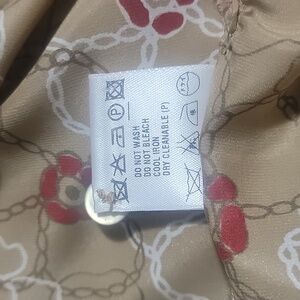 DO NOT WASH
DO NOT BLEACH
COOL IRON
DRY CLEANABLE (P)